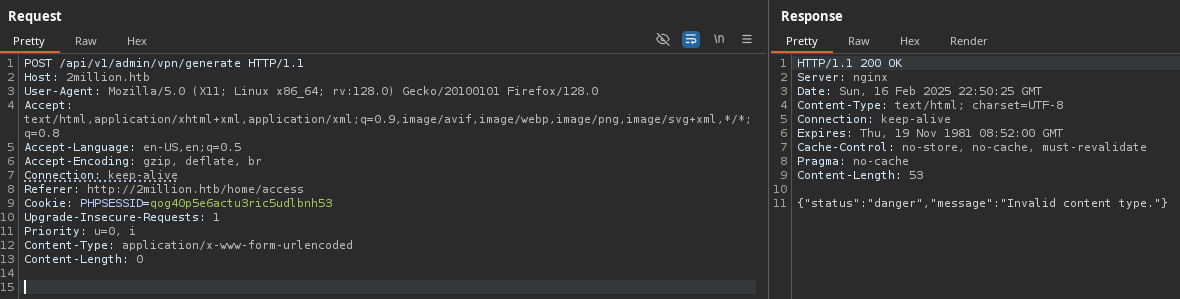 Request
Pretty Raw Hex
\n
1 POST /api/v1/admin/vpn/generate HTTP/1.1
2 Host: 2million.htb
3 User-Agent: Mozilla/5.0 (X11; Linux x86_64; rv:128.0) Gecko/20100101 Firefox/128.0
4 Accept:
text/html,application/xhtml+xml,application/xml;q=0.9,image/avif,image/webp,image/png,image/svg+xml,*/*;
q=0.8
5 Accept-Language: en-US,en;q=0.5
6 Accept-Encoding: gzip, deflate, br
7 Connection: keep-alive
8 Referer: http://2million.htb/home/access
9 Cookie: PHPSESSID=qog40p5e6actu3ric5udlbnh53
10 Upgrade-Insecure-Requests: 1
11 Priority: u=0, i
12 Content-Type: application/x-www-form-urlencoded
13 Content-Length: 0
14
15
Response
Pretty Raw Hex Render
1 HTTP/1.1 200 OK
2 Server: nginx
3 Date: Sun, 16 Feb 2025 22:50:25 GMT
4 Content-Type: text/html; charset=UTF-8
5 Connection: keep-alive
6 Expires: Thu, 19 Nov 1981 08:52:00 GMT
7 Cache-Control: no-store, no-cache, must-revalidate
8 Pragma: no-cache
9 Content-Length: 53
10
11 {"status":"danger","message":"Invalid content type."}